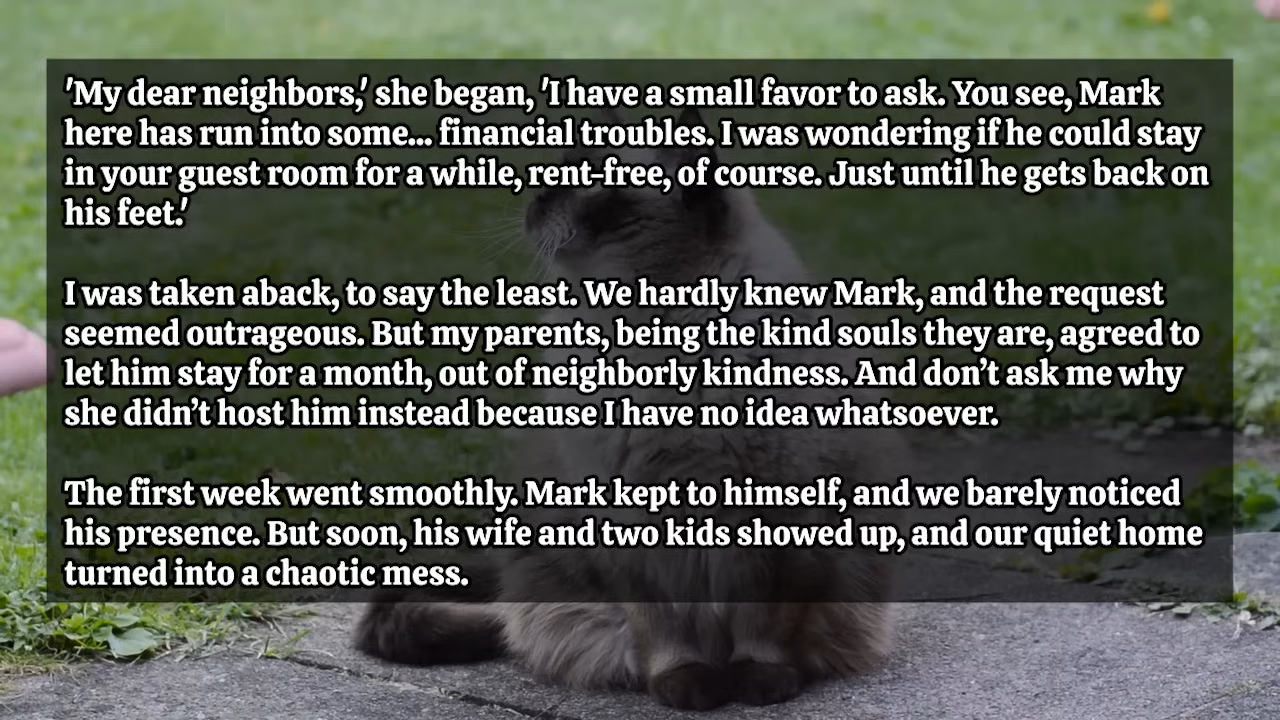 'My dear neighbors,' she began, 'I have a small favor to ask. You see, Mark
here has run into some... financial troubles. I was wondering if he could stay
in your guest room for a while, rent-free, of course. Just until he gets back on
his feet.'
I was taken aback, to say the least. We hardly knew Mark, and the request
seemed outrageous. But my parents, being the kind souls they are, agreed to
let him stay for a month, out of neighborly kindness. And don’t ask me why
she didn’t host him instead because I have no idea whatsoever.
The first week went smoothly. Mark kept to himself, and we barely noticed
his presence. But soon, his wife and two kids showed up, and our quiet home
turned into a chaotic mess.